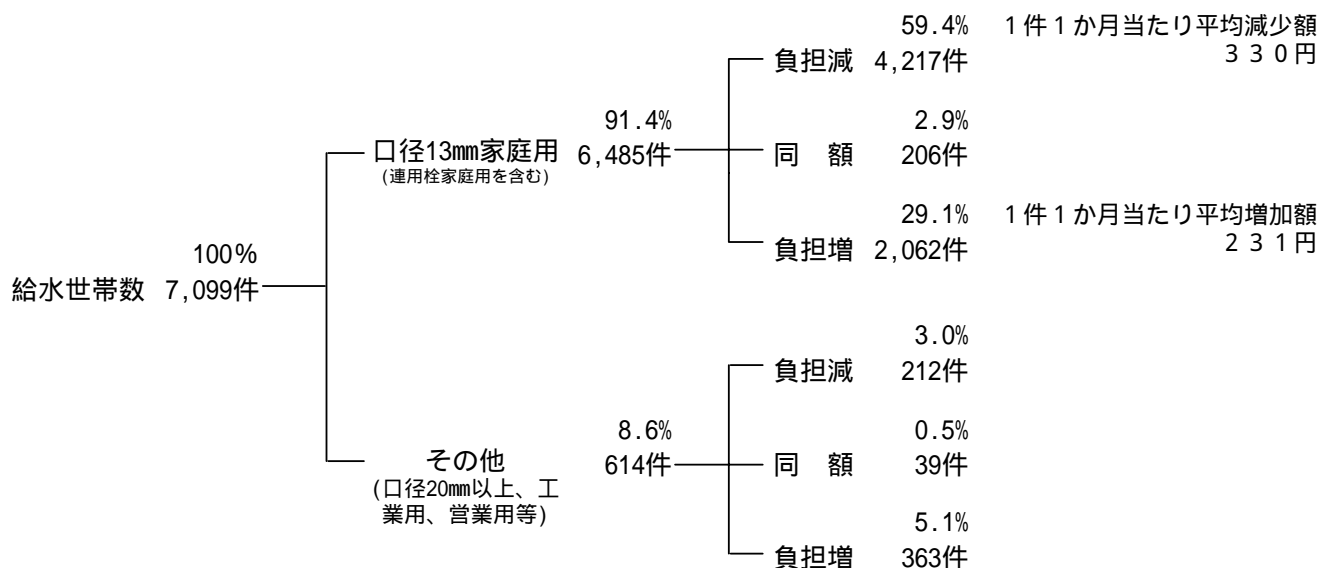 59.4% 1件1か月当たり平均減少額
負担減 4,217件 330円
91.4% 2.9%
口径13㎜家庭用 6,485件 同 額 206件
(連用栓家庭用を含む)
29.1% 1件1か月当たり平均増加額
負担増 2,062件 231円
100%
給水世帯数 7,099件
3.0%
負担減 212件
8.6% 0.5%
その他 614件 同 額 39件
(口径20㎜以上、工
業用、営業用等)
5.1%
負担増 363件